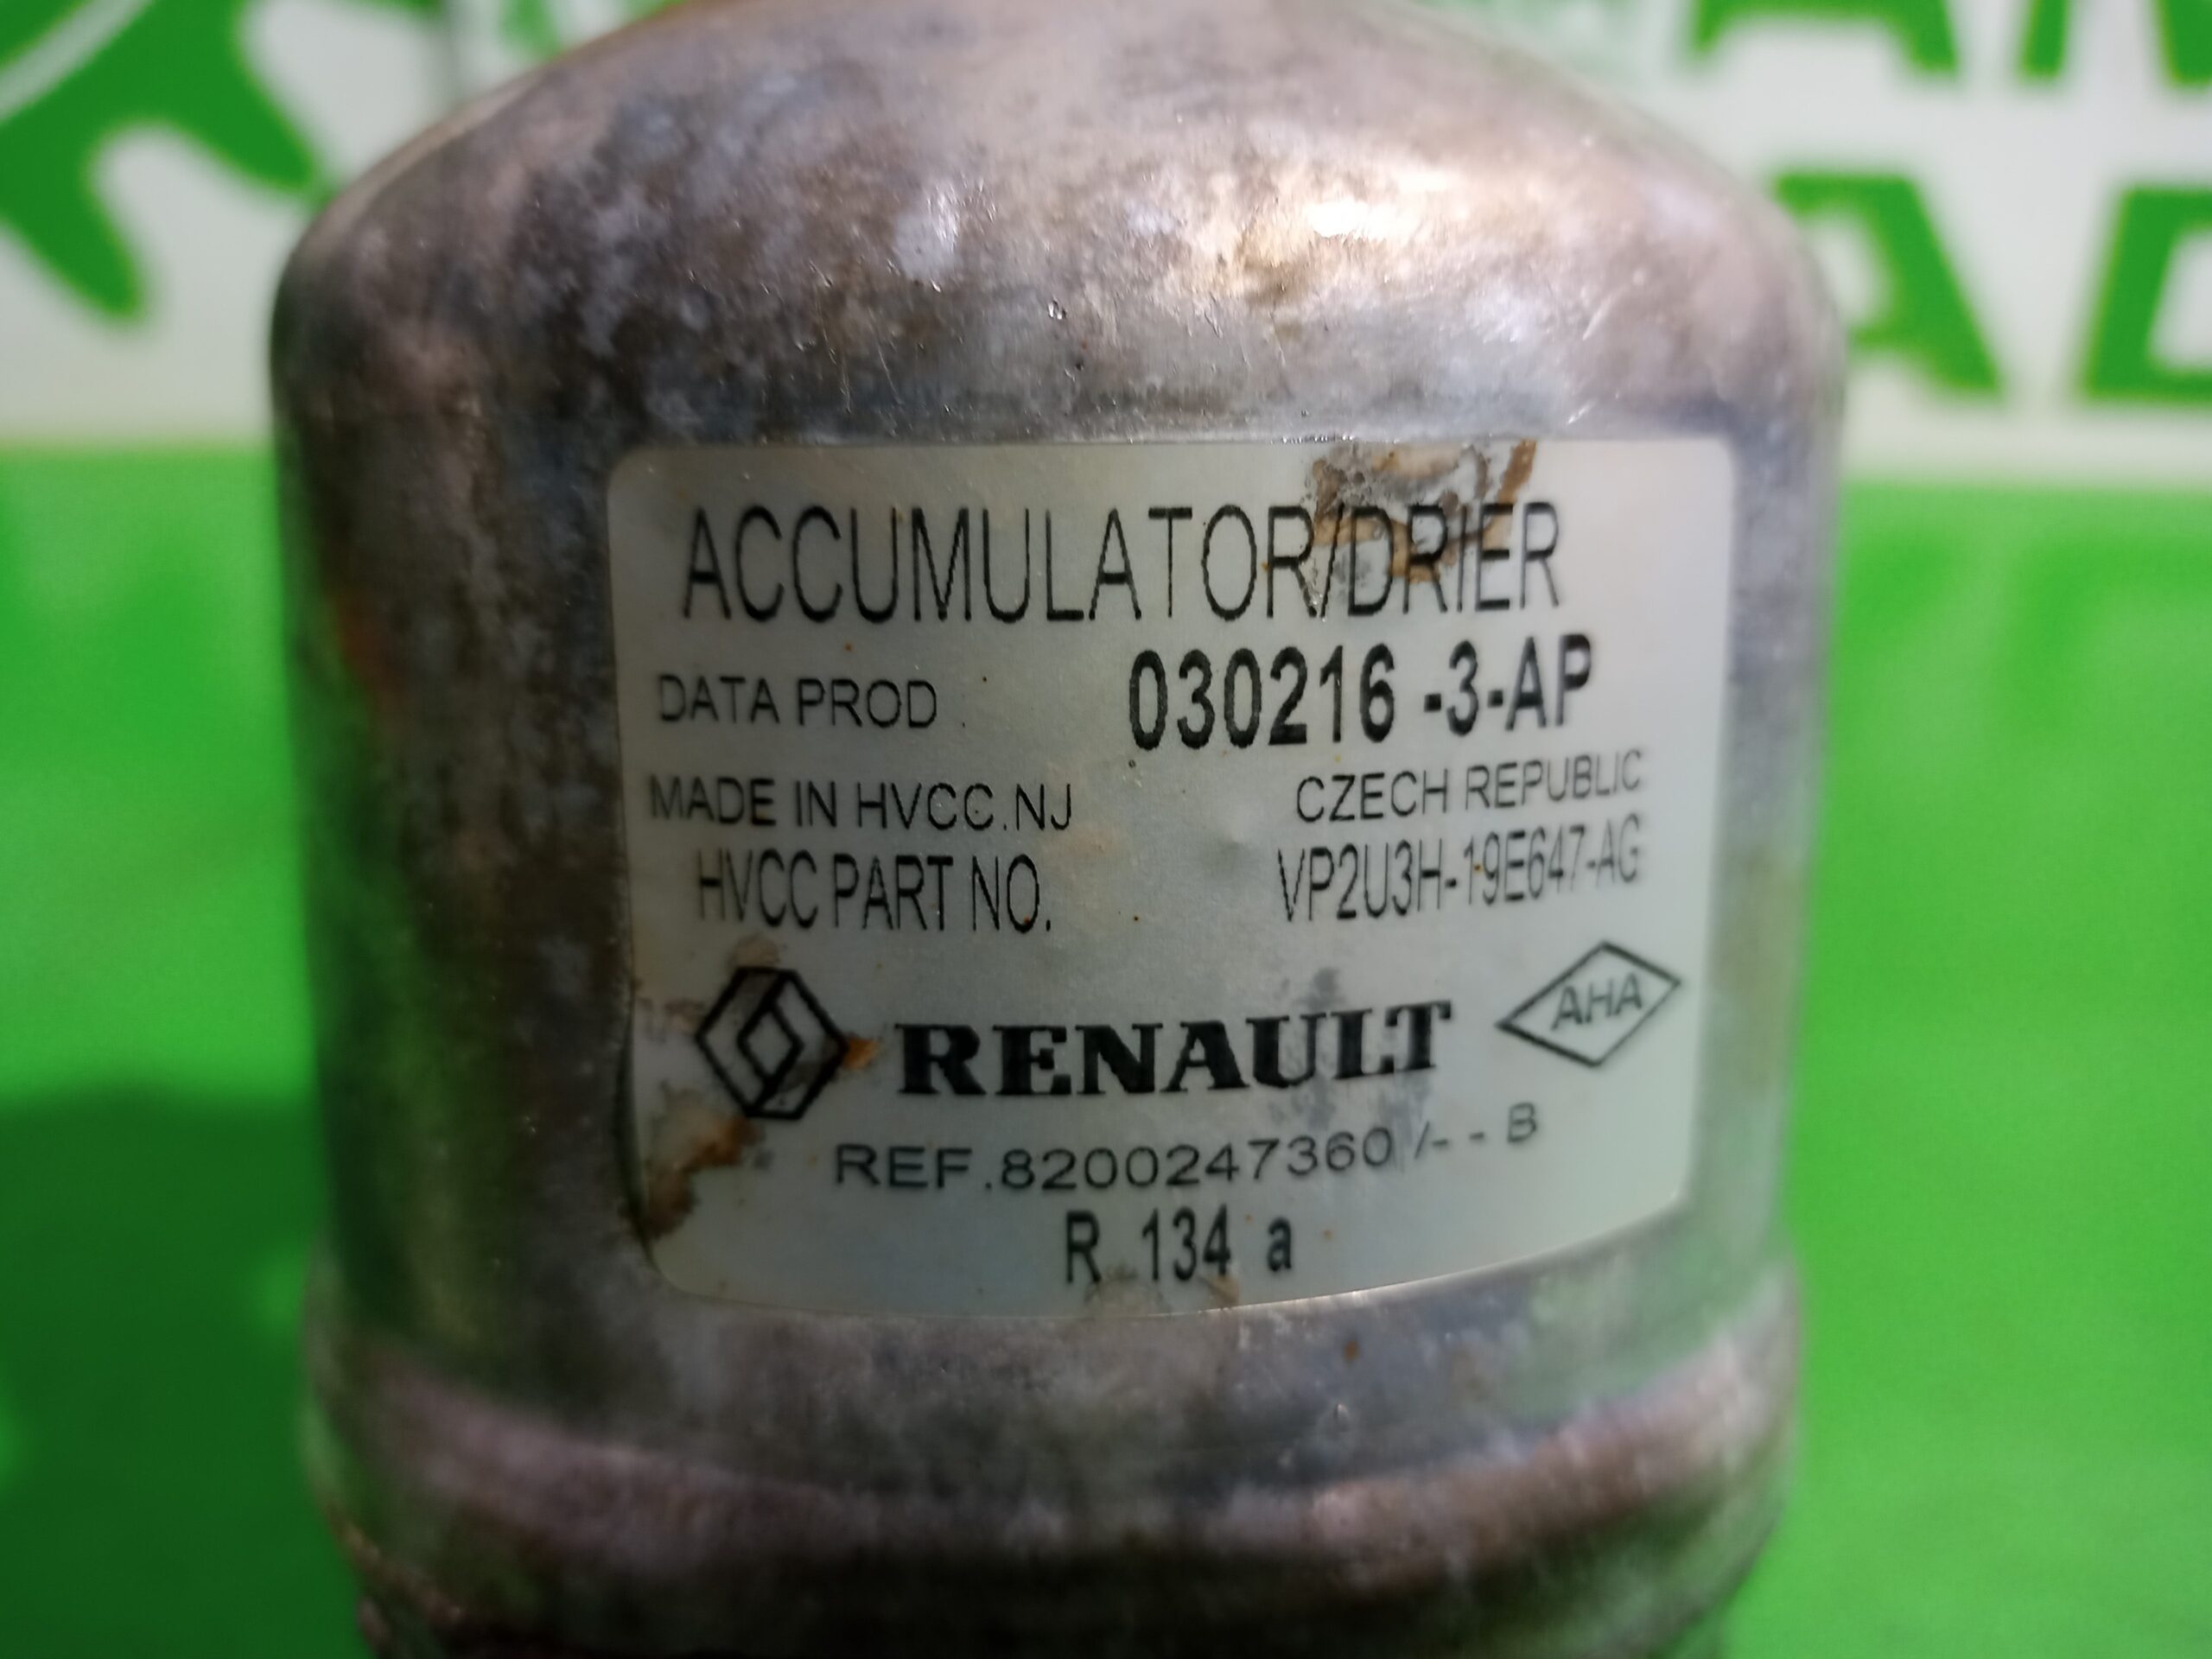 ACCUMULATOR/DRIER
DATA PROD 030216 -3-AP
MADE IN HVCC.NJ CZECH REPUBLIC
HVCC PART NO. VP2U3H-19E647-AG
RENAULT AHA
REF.8200247360 /- - B
R 134 a